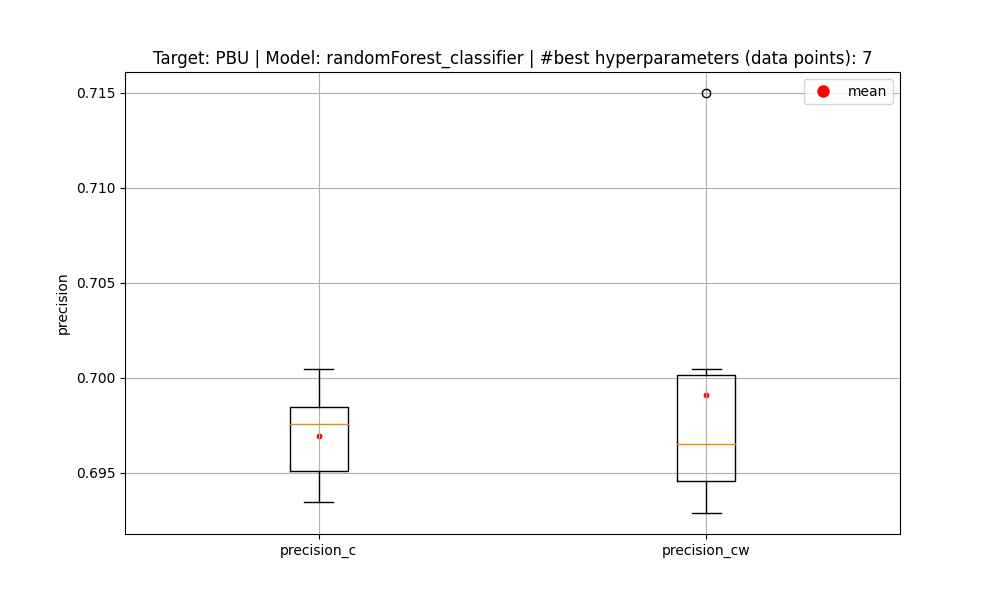 Target: PBU | Model: randomForest_classifier | #best hyperparameters (data points): 7
mean
0.715
0.710
0.705
0.700
0.695
precision
precision_c
precision_cw